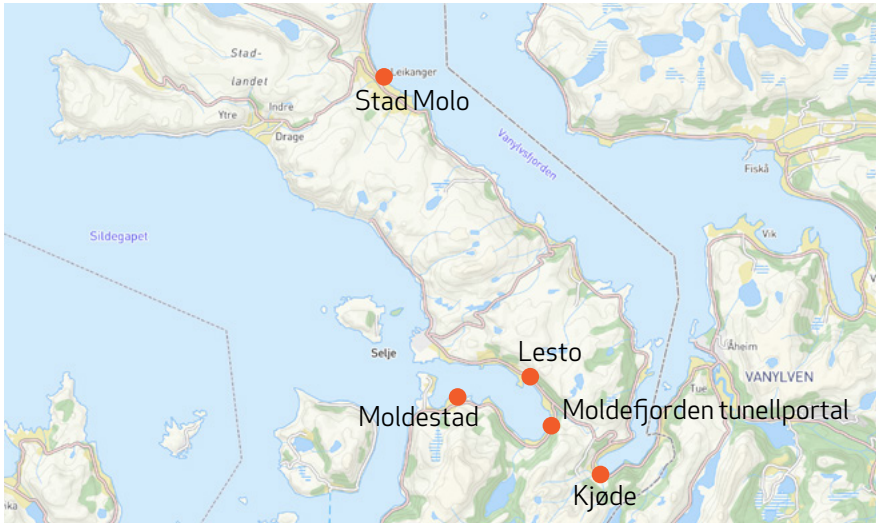 Stad-
landet
Leikanger
Stad Molo
Indre
Ytre
Drage
Vanylvsfjorden
Fiskå
Sildegapet
Vik
Selje
Lesto
Åheim
VANYLVEN
Tue
Moldestad
Moldefjorden tunellportal
Kjøde